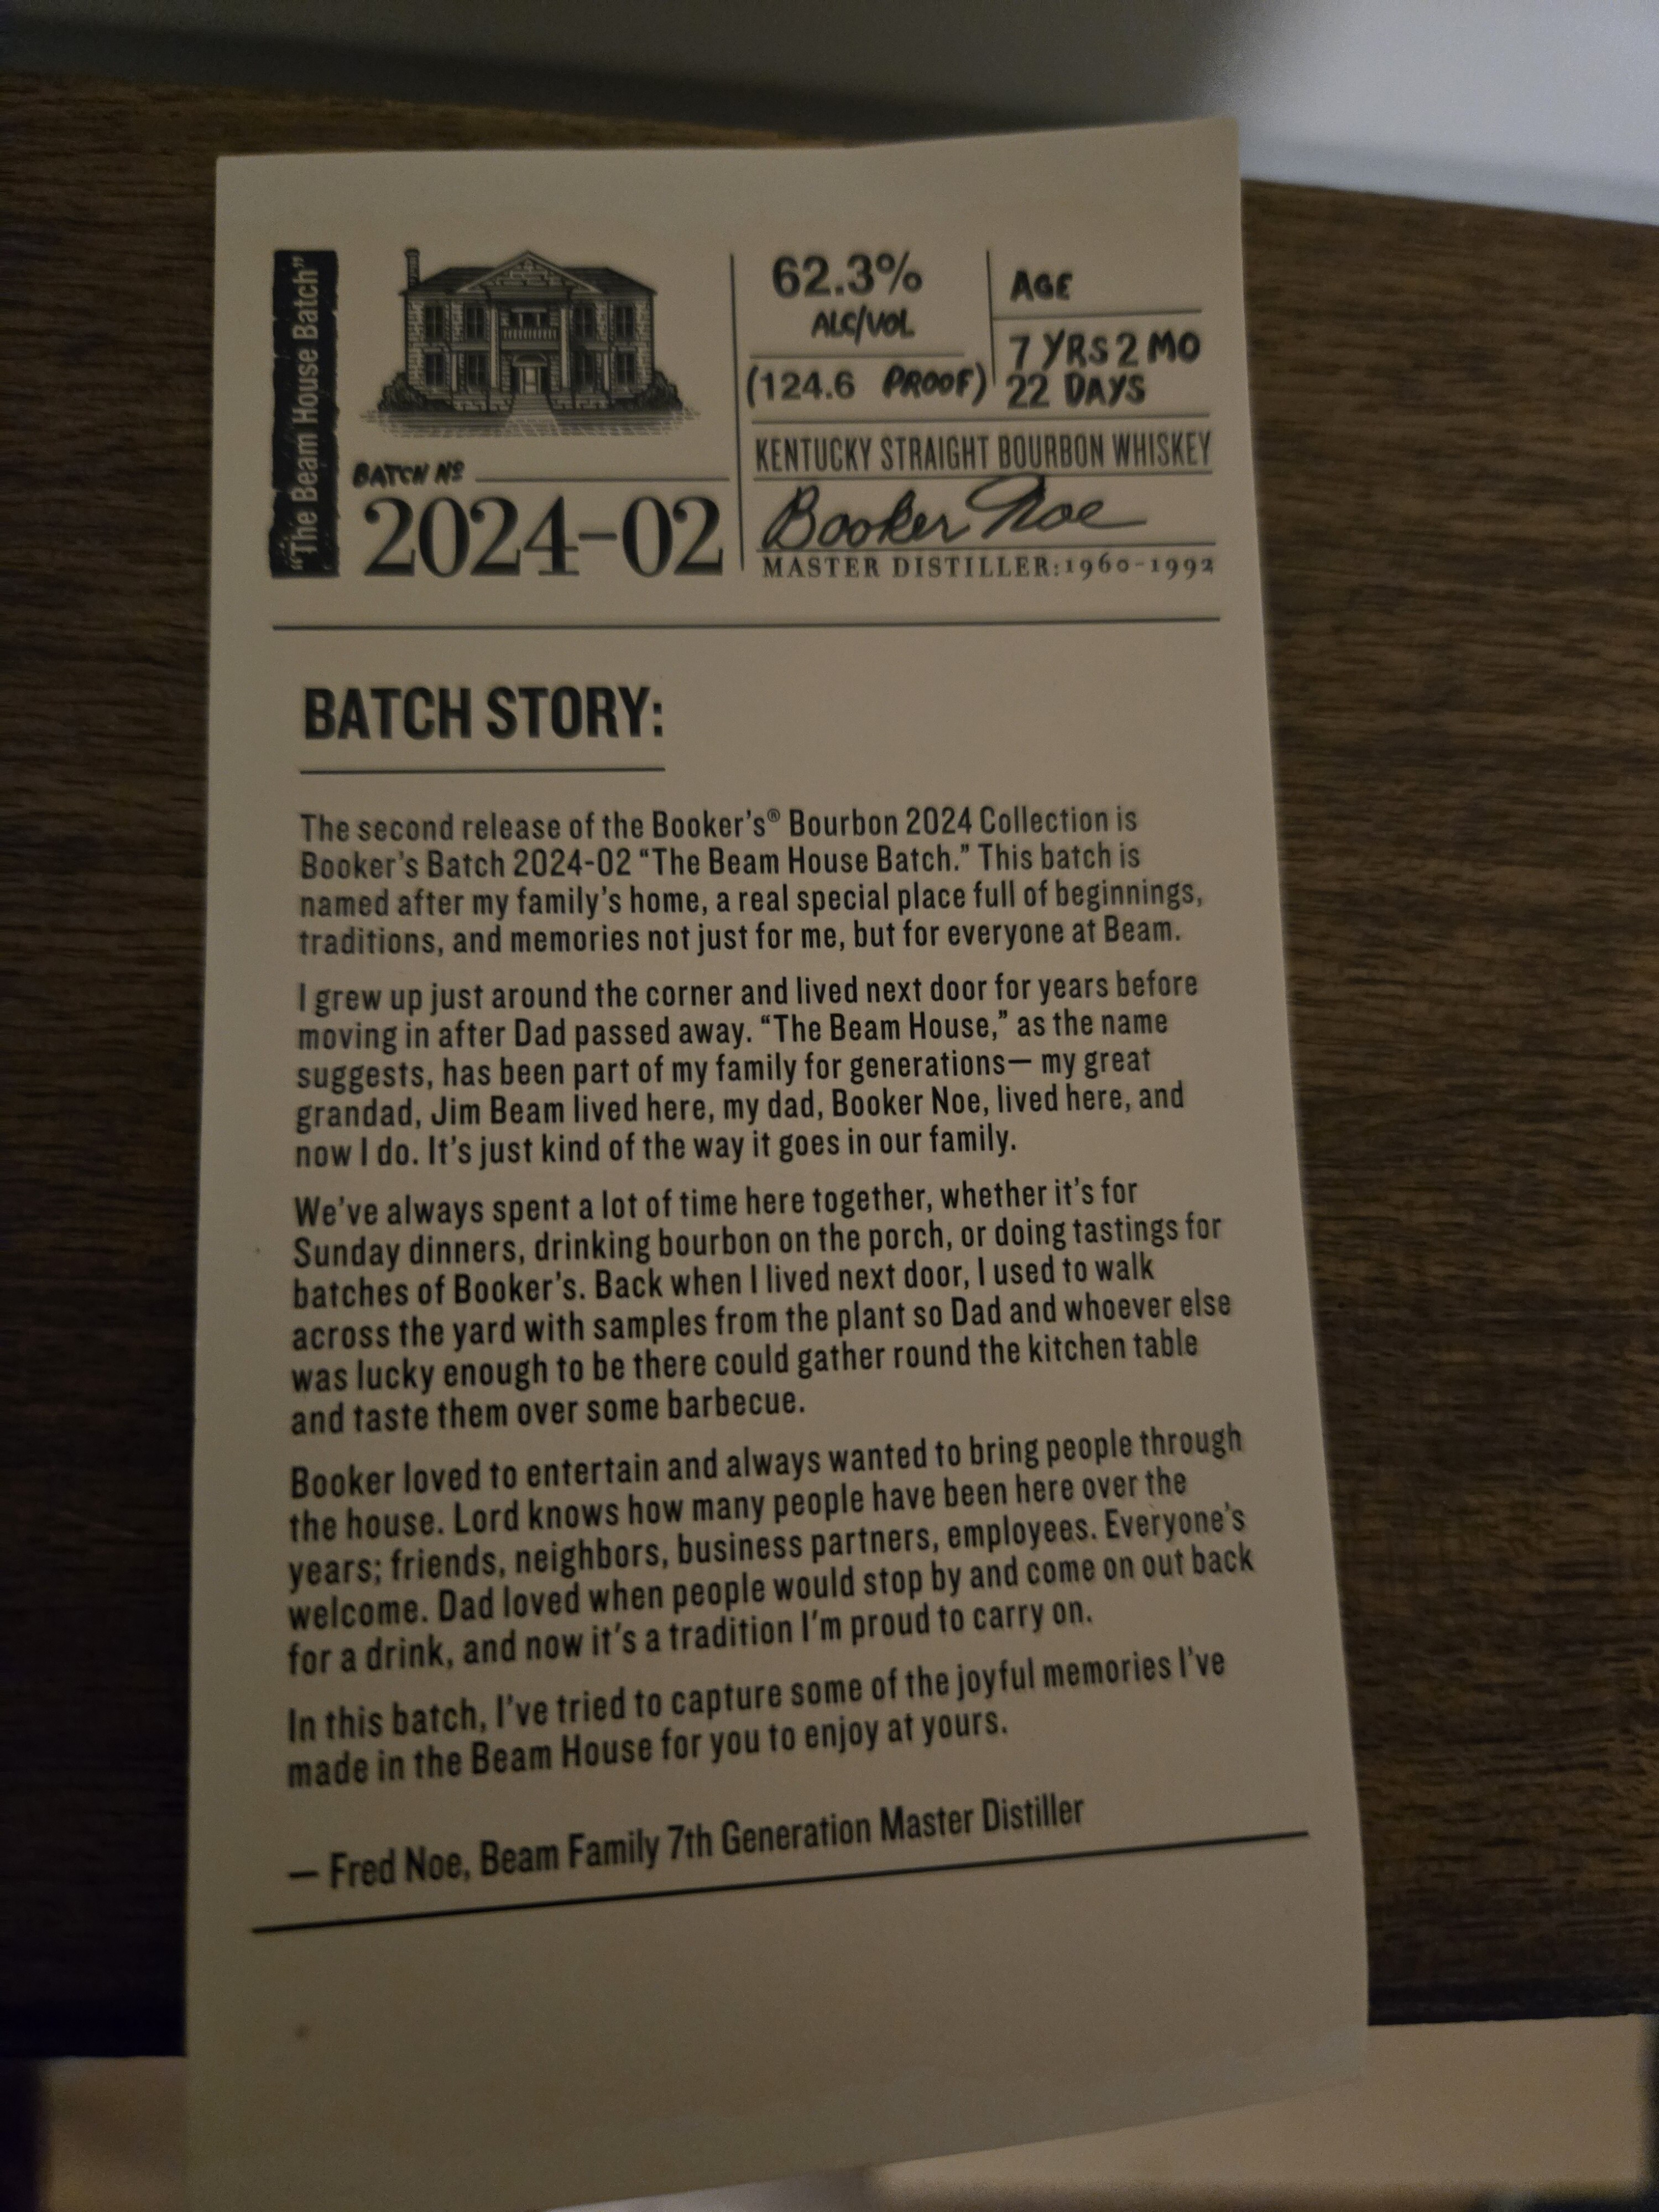 "The Beam House Batch"
BATCH Nº
2024-02
62.3%
ALC/VOL
(124.6 PROOF)
AGE
7 YRS 2 MO
22 DAYS
KENTUCKY STRAIGHT BOURBON WHISKEY
Booker Noe
MASTER DISTILLER: 1960-1992
BATCH STORY:
The second release of the Booker's® Bourbon 2024 Collection is
Booker's Batch 2024-02 “The Beam House Batch.” This batch is
named after my family's home, a real special place full of beginnings,
traditions, and memories not just for me, but for everyone at Beam.
I grew up just around the corner and lived next door for years before
moving in after Dad passed away. “The Beam House,” as the name
suggests, has been part of my family for generations— my great
grandad, Jim Beam lived here, my dad, Booker Noe, lived here, and
now I do. It's just kind of the way it goes in our family.
We've always spent a lot of time here together, whether it's for
Sunday dinners, drinking bourbon on the porch, or doing tastings for
batches of Booker's. Back when I lived next door, I used to walk
across the yard with samples from the plant so Dad and whoever else
was lucky enough to be there could gather round the kitchen table
and taste them over some barbecue.
Booker loved to entertain and always wanted to bring people through
the house. Lord knows how many people have been here over the
years; friends, neighbors, business partners, employees. Everyone's
welcome. Dad loved when people would stop by and come on out back
for a drink, and now it's a tradition I'm proud to carry on.
In this batch, I've tried to capture some of the joyful memories I've
made in the Beam House for you to enjoy at yours.
— Fred Noe, Beam Family 7th Generation Master Distiller